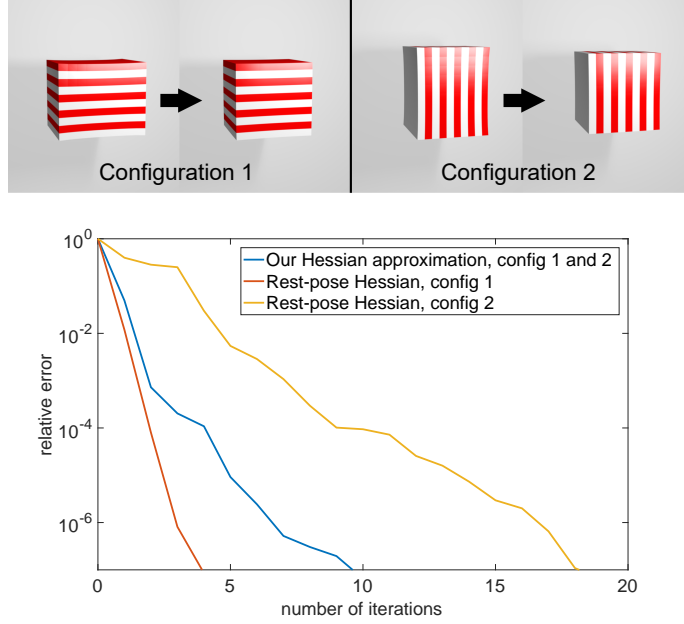 Configuration 1
Configuration 2
10^0
10^-2
10^-4
10^-6
relative error
Our Hessian approximation, config 1 and 2
Rest-pose Hessian, config 1
Rest-pose Hessian, config 2
0
5
10
15
20
number of iterations